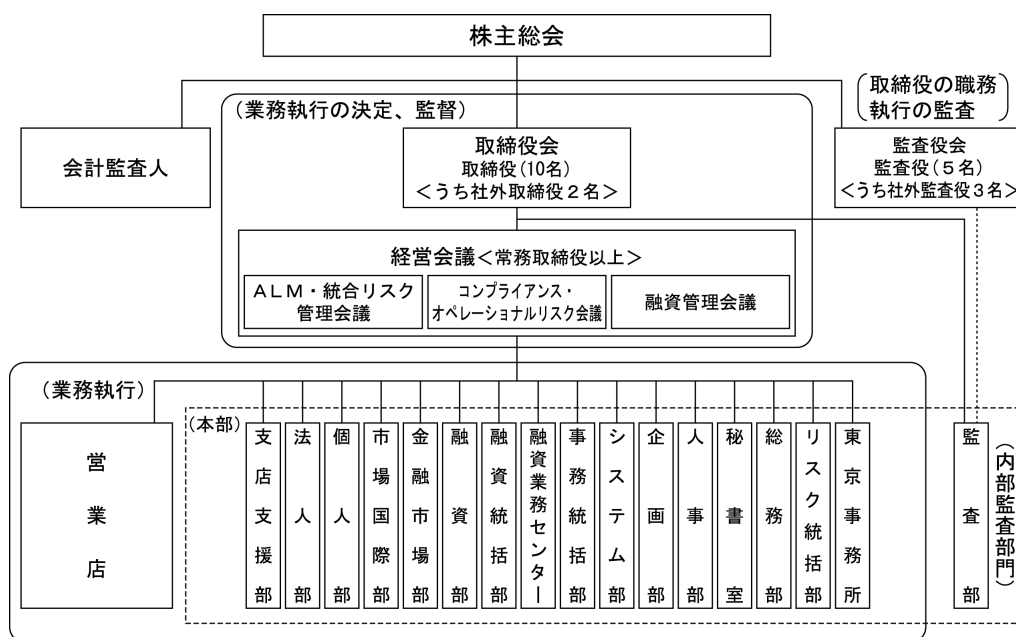 株主総会
(業務執行の決定、監督)
(取締役の職務
執行の監査)
会計監査人
取締役会
取締役(10名)
<うち社外取締役2名>
監査役会
監査役(5名)
<うち社外監査役3名>
経営会議<常務取締役以上>
ALM・統合リスク
管理会議
コンプライアンス・
オペレーショナルリスク会議
融資管理会議
(業務執行)
(本部)
営業店
支店支援部
法人部
個人部
市場国際部
金融市場部
融資部
融資統括部
融資業務センター
事務統括部
システム部
企画部
人事部
秘書室
総務部
リスク統括部
東京事務所
監査部
(内部監査部門)